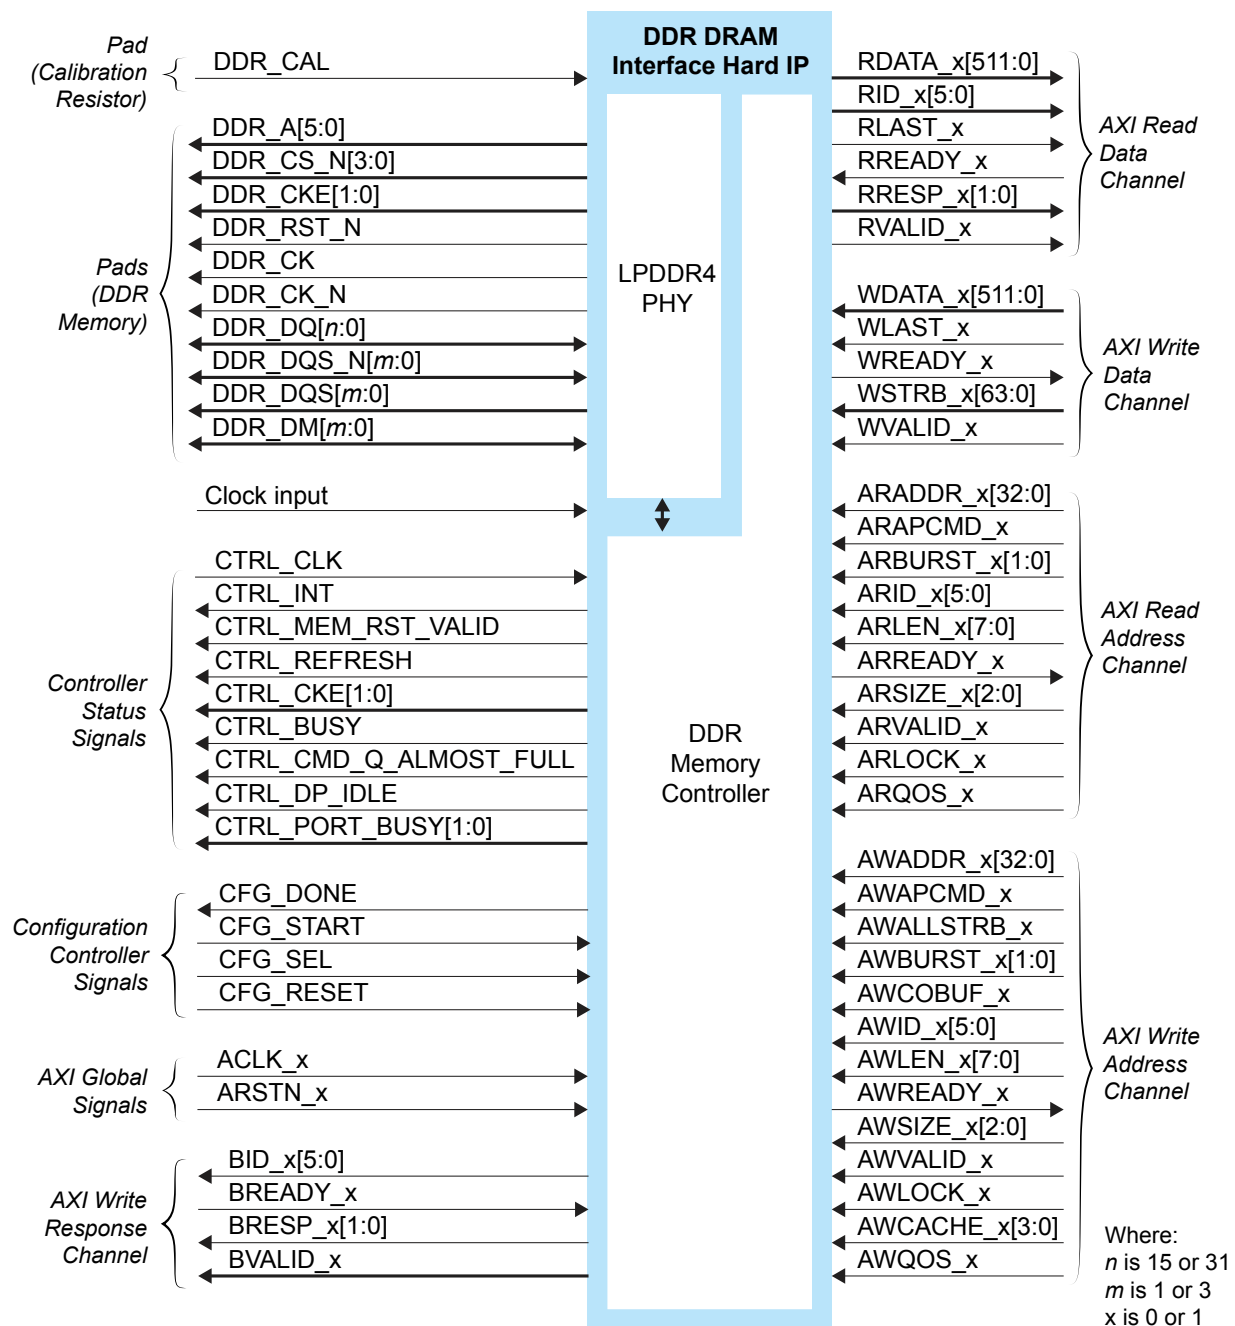 DDR DRAM
Interface Hard IP
Pad
(Calibration
Resistor)
DDR_CAL
Pads
(DDR
Memory)
DDR_A[5:0]
DDR_CS_N[3:0]
DDR_CKE[1:0]
DDR_RST_N
DDR_CK
DDR_CK_N
DDR_DQ[n:0]
DDR_DQS_N[m:0]
DDR_DQS[m:0]
DDR_DM[m:0]
Clock input
Controller
Status
Signals
CTRL_CLK
CTRL_INT
CTRL_MEM_RST_VALID
CTRL_REFRESH
CTRL_CKE[1:0]
CTRL_BUSY
CTRL_CMD_Q_ALMOST_FULL
CTRL_DP_IDLE
CTRL_PORT_BUSY[1:0]
Configuration
Controller
Signals
CFG_DONE
CFG_START
CFG_SEL
CFG_RESET
AXI Global
Signals
ACLK_x
ARSTN_x
AXI Write
Response
Channel
BID_x[5:0]
BREADY_x
BRESP_x[1:0]
BVALID_x
LPDDR4
PHY
DDR
Memory
Controller
RDATA_x[511:0]
RID_x[5:0]
RLAST_x
RREADY_x
RRESP_x[1:0]
RVALID_x
AXI Read
Data
Channel
WDATA_x[511:0]
WLAST_x
WREADY_x
WSTRB_x[63:0]
WVALID_x
AXI Write
Data
Channel
ARADDR_x[32:0]
ARAPCMD_x
ARBURST_x[1:0]
ARID_x[5:0]
ARLEN_x[7:0]
ARREADY_x
ARSIZE_x[2:0]
ARVALID_x
ARLOCK_x
ARQOS_x
AXI Read
Address
Channel
AWADDR_x[32:0]
AWAPCMD_x
AWALLSTRB_x
AWBURST_x[1:0]
AWCOBUF_x
AWID_x[5:0]
AWLEN_x[7:0]
AWREADY_x
AWSIZE_x[2:0]
AWVALID_x
AWLOCK_x
AWCACHE_x[3:0]
AWQOS_x
AXI Write
Address
Channel
Where:
n is 15 or 31
m is 1 or 3
x is 0 or 1